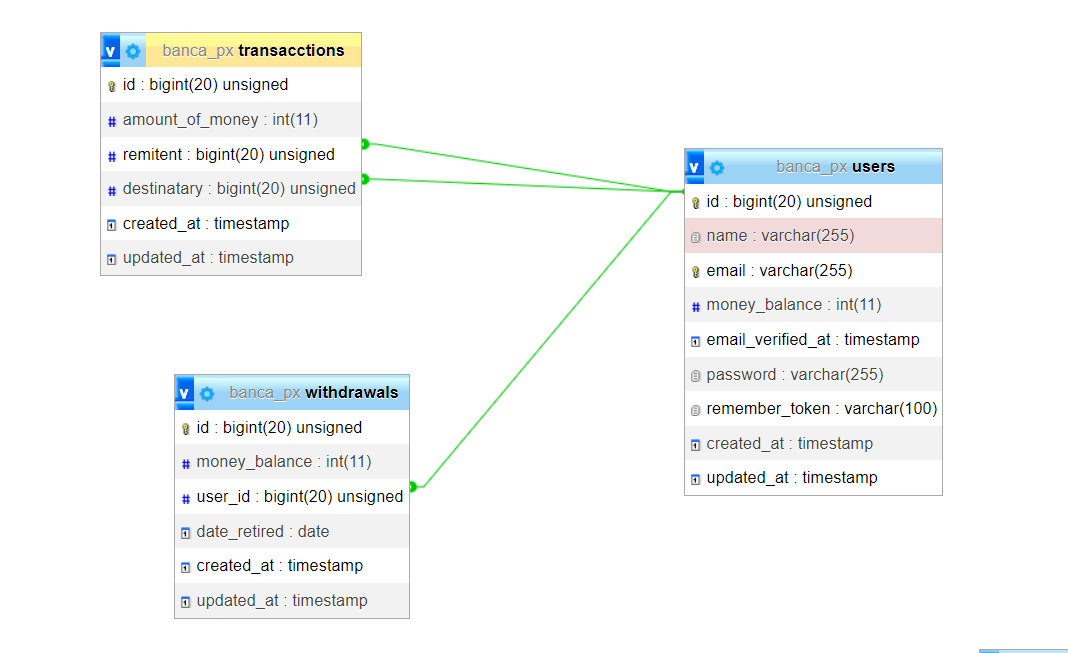 v banca_px transacctions
id : bigint(20) unsigned
# amount_of_money : int(11)
# remitent : bigint(20) unsigned
# destinatary : bigint(20) unsigned
created_at : timestamp
updated_at : timestamp
v banca_px users
id : bigint(20) unsigned
name : varchar(255)
email : varchar(255)
# money_balance : int(11)
email_verified_at : timestamp
password : varchar(255)
remember_token : varchar(100)
created_at : timestamp
updated_at : timestamp
v banca_px withdrawals
id : bigint(20) unsigned
# money_balance : int(11)
# user_id : bigint(20) unsigned
date_retired : date
created_at : timestamp
updated_at : timestamp